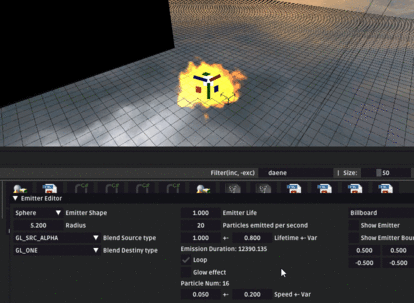 Filter(inc, -exc) daene | Size: 50
▼ Emitter Editor
Sphere Emitter Shape 1.000 Emitter Life Billboard
5.200 Radius 20 Particles emitted per second Show Emitter
GL_SRC_ALPHA Blend Source type 1.000 +- 0.800 Lifetime +- Var Show Emitter Bou
GL_ONE Blend Destiny type Emission Duration: 12390.135 0.500 0.500
Loop -0.500 -0.500
Glow effect
Particle Num: 16
0.050 +- 0.200 Speed +- Var